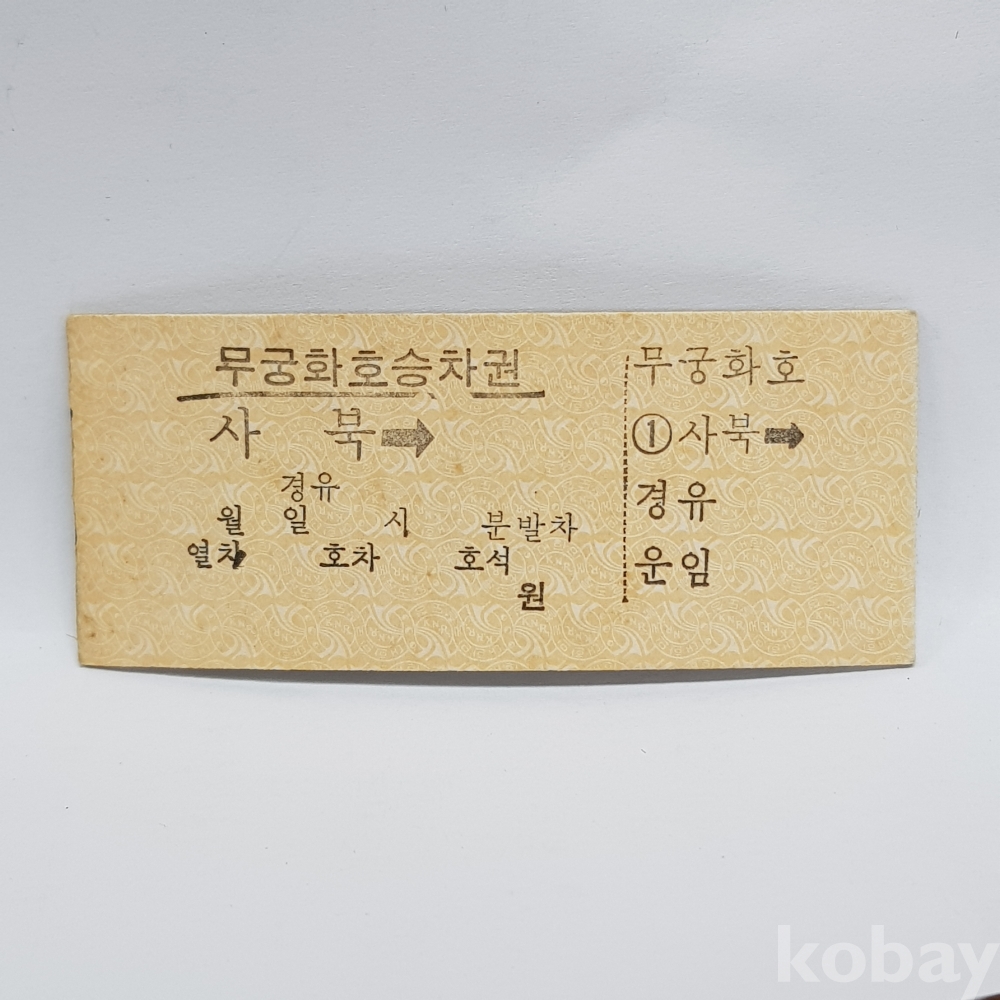 무궁화호승차권
사 북➡
경유
월 일 시 분발차
열차 호차 호석
원
무궁화호
①사북➡
경유
운임
kobay